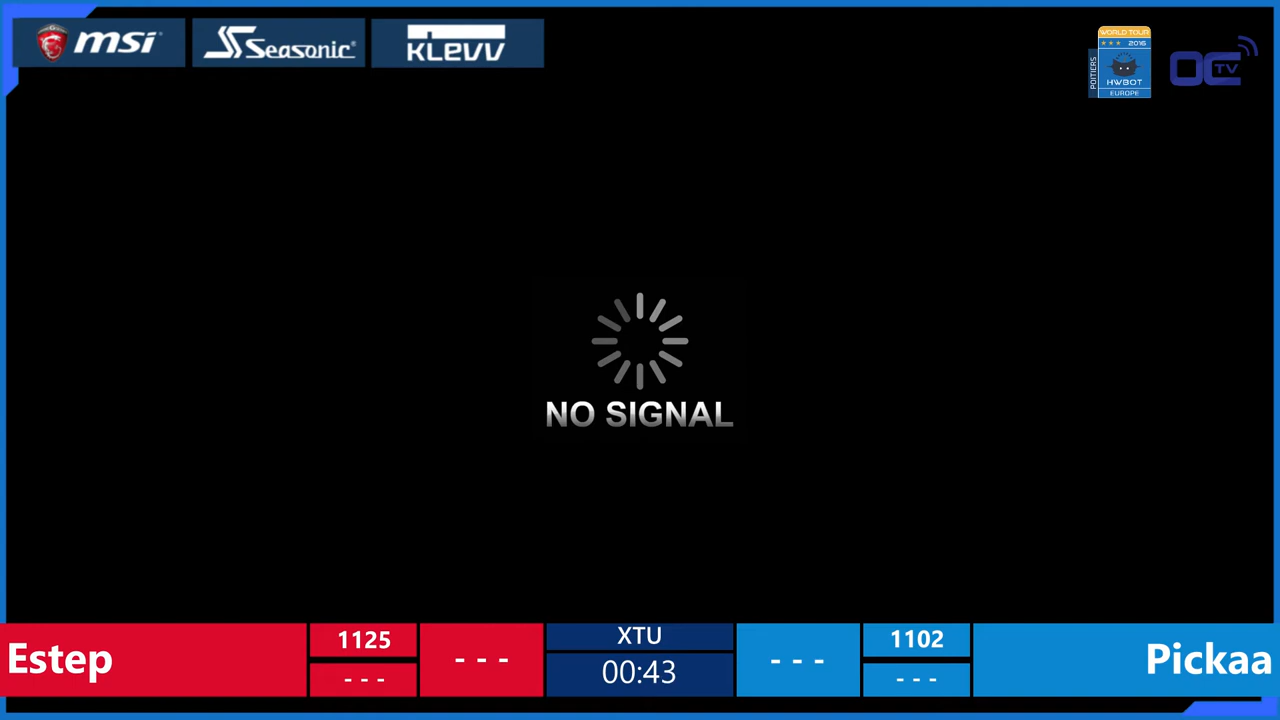 msi
Seasonic
KLEVV
WORLD TOUR
2016
POITIERS
HWBOT
EUROPE
OC TV
NO SIGNAL
Estep
1125
- - -
- - -
XTU
00:43
- - -
1102
- - -
Pickaa